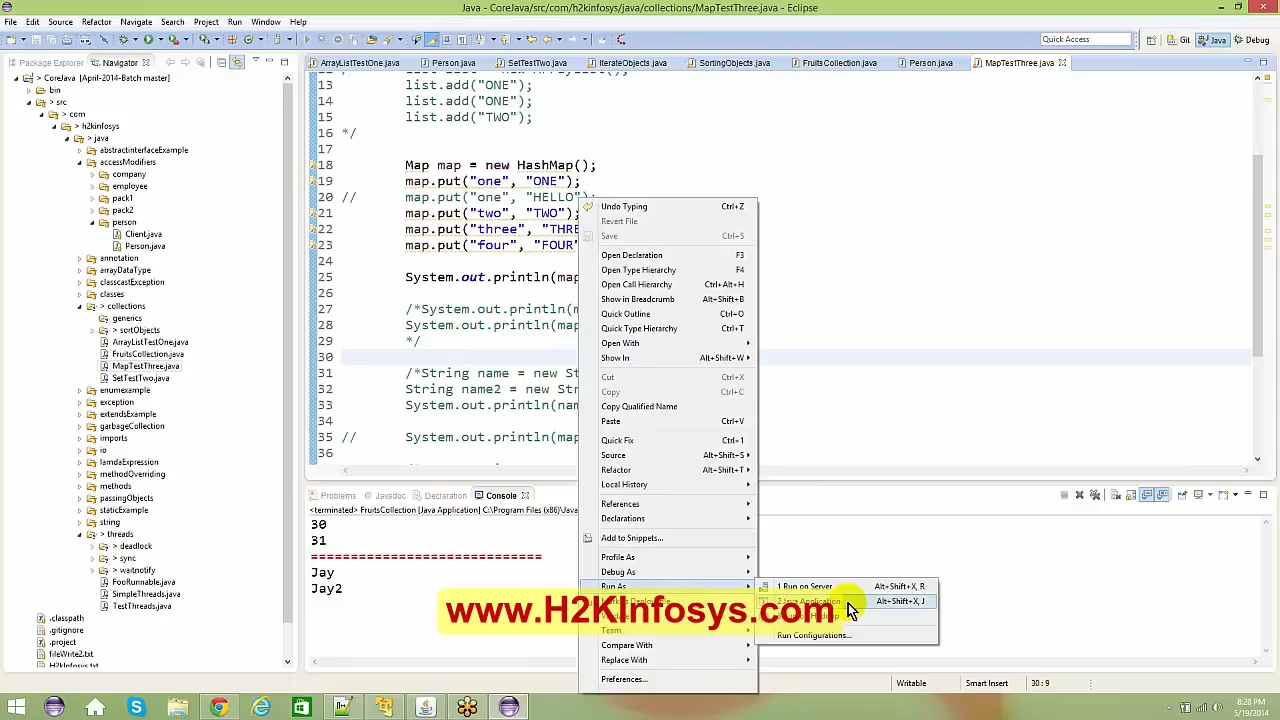 Java - CoreJava/src/com/h2kinfosys/java/collections/MapTestThree.java - Eclipse
File Edit Source Refactor Navigate Search Project Run Window Help
Quick Access Git Java Debug
Package Explorer Navigator
ArrayListTestOne.java Person.java SetTestTwo.java IterateObjects.java SortingObjects.java FruitsCollection.java Person.java MapTestThree.java
> CoreJava [April-2014-Batch master]
bin
> src
> com
> h2kinfosys
> java
abstractinterfaceExample
accessModifiers
company
employee
pack1
pack2
person
Client.java
Person.java
annotation
arrayDataType
classcastException
classes
> collections
generics
> sortObjects
ArrayListTestOne.java
FruitsCollection.java
MapTestThree.java
SetTestTwo.java
enumexample
exception
extendsExample
garbageCollection
imports
io
lamdaExpression
methodOverriding
methods
passingObjects
staticExample
string
> threads
> deadlock
> sync
> waitnotify
FooRunnable.java
SimpleThreads.java
TestThreads.java
.classpath
.gitignore
.project
fileWrite2.txt
H2KInfosys.txt
13 list.add("ONE");
14 list.add("ONE");
15 list.add("TWO");
16 */
17
18 Map map = new HashMap();
19 map.put("one", "ONE");
20 // map.put("one", "HELLO");
21 map.put("two", "TWO");
22 map.put("three", "THRE
23 map.put("four", "FOUR"
24
25 System.out.println(ma
26
27 /*System.out.println(m
28 System.out.println(ma
29 */
30
31 /*String name = new St
32 String name2 = new Str
33 System.out.println(na
34
35 // System.out.println(ma
36
Undo Typing Ctrl+Z
Revert File
Save Ctrl+S
Open Declaration F3
Open Type Hierarchy F4
Open Call Hierarchy Ctrl+Alt+H
Show in Breadcrumb Alt+Shift+B
Quick Outline Ctrl+O
Quick Type Hierarchy Ctrl+T
Open With
Show In Alt+Shift+W
Cut Ctrl+X
Copy Ctrl+C
Copy Qualified Name
Paste Ctrl+V
Quick Fix Ctrl+1
Source Alt+Shift+S
Refactor Alt+Shift+T
Local History
References
Declarations
Add to Snippets...
Profile As
Debug As
Run As
Team
Compare With
Replace With
Preferences...
1 Run on Server Alt+Shift+X, R
2 Java Application Alt+Shift+X, J
Run Configurations...
Problems Javadoc Declaration Console
<terminated> FruitsCollection [Java Application] C:\Program Files (x86)\Java
30
31
============================
Jay
Jay2
www.H2KInfosys.com
Writable Smart Insert 30 : 9
8:28 PM
5/19/2014